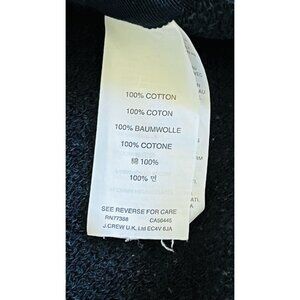 100% COTTON
100% COTON
100% BAUMWOLLE
100% COTONE
綿 100%
100% 면
SEE REVERSE FOR CARE
RN77388 CA50445
J.CREW U.K, Ltd EC4V 6JA